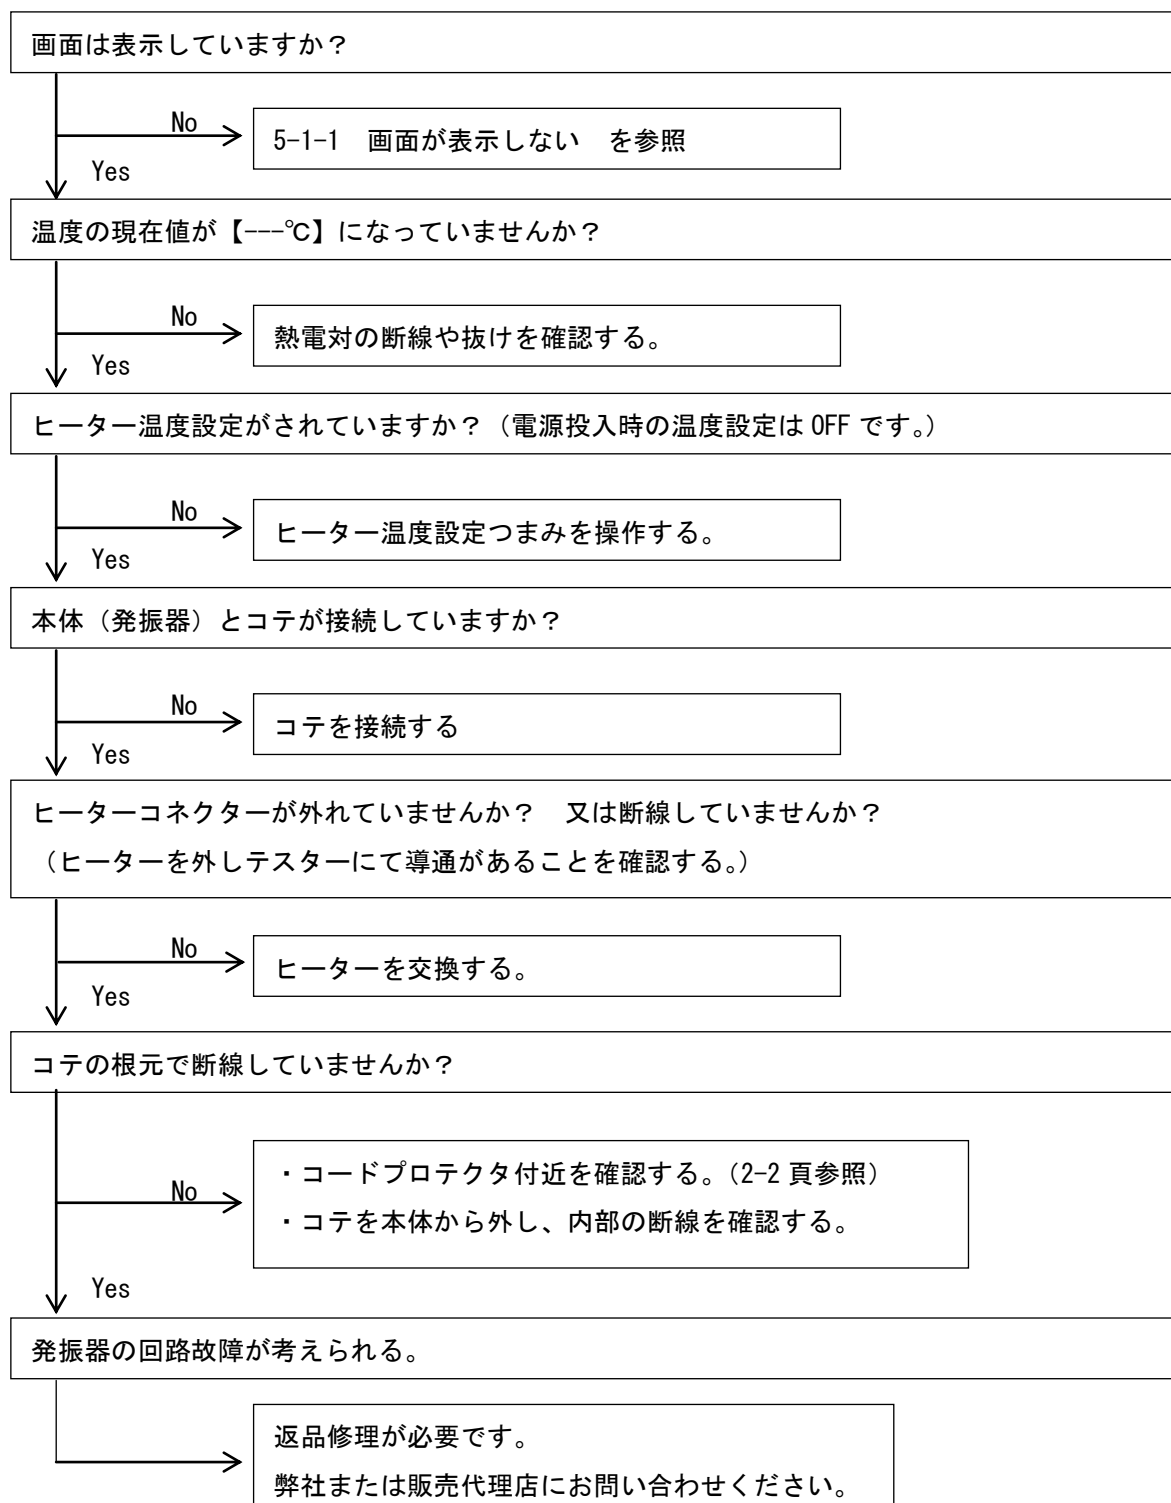 画面は表示していますか？
No
5-1-1　画面が表示しない　を参照
Yes
温度の現在値が【---℃】になっていませんか？
No
熱電対の断線や抜けを確認する。
Yes
ヒーター温度設定がされていますか？（電源投入時の温度設定は OFF です。）
No
ヒーター温度設定つまみを操作する。
Yes
本体（発振器）とコテが接続していますか？
No
コテを接続する
Yes
ヒーターコネクターが外れていませんか？　又は断線していませんか？
（ヒーターを外しテスターにて導通があることを確認する。）
No
ヒーターを交換する。
Yes
コテの根元で断線していませんか？
・コードプロテクタ付近を確認する。（2-2 頁参照）
No
・コテを本体から外し、内部の断線を確認する。
Yes
発振器の回路故障が考えられる。
返品修理が必要です。
弊社または販売代理店にお問い合わせください。